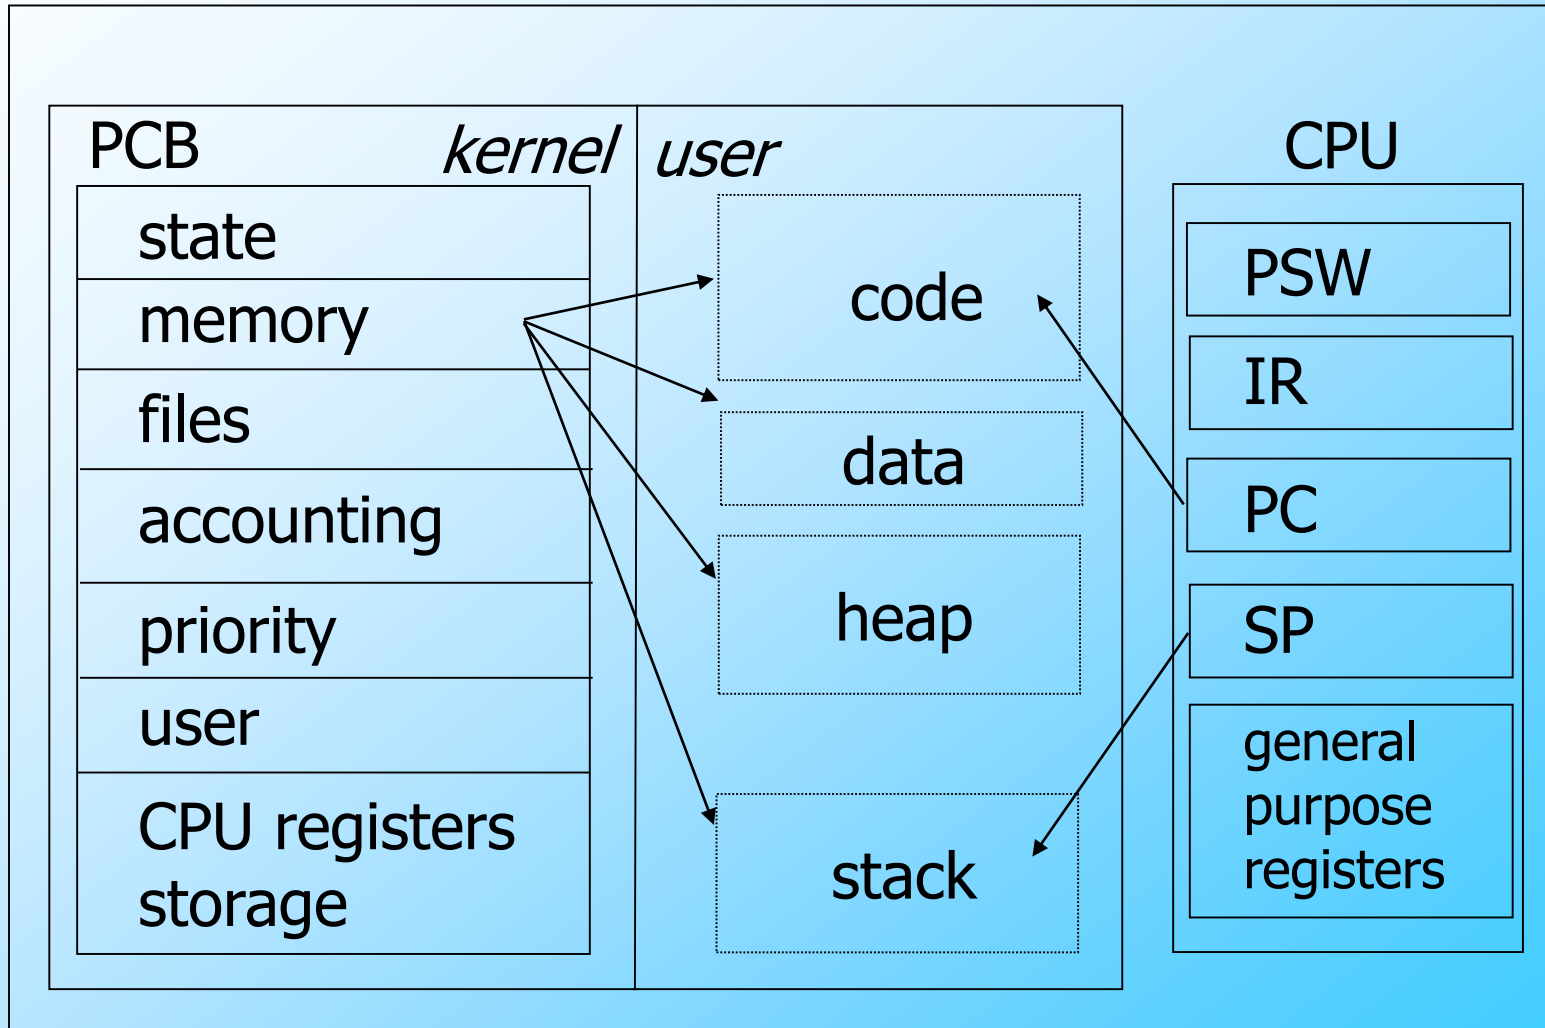 PCB
kernel
user
CPU
state
memory
files
accounting
priority
user
CPU registers
storage
code
data
heap
stack
PSW
IR
PC
SP
general
purpose
registers